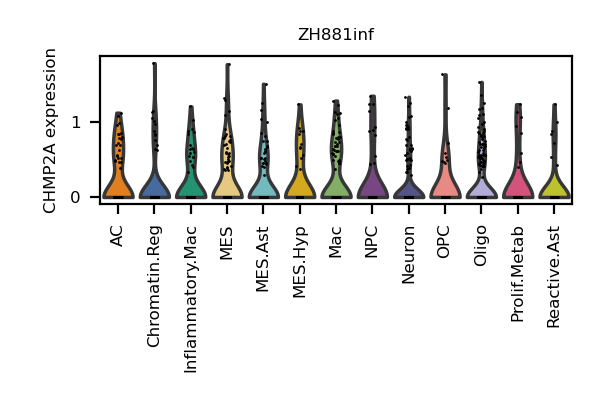 ZH881inf
CHMP2A expression
1
0
AC
Chromatin.Reg
Inflammatory.Mac
MES
MES.Ast
MES.Hyp
Mac
NPC
Neuron
OPC
Oligo
Prolif.Metab
Reactive.Ast